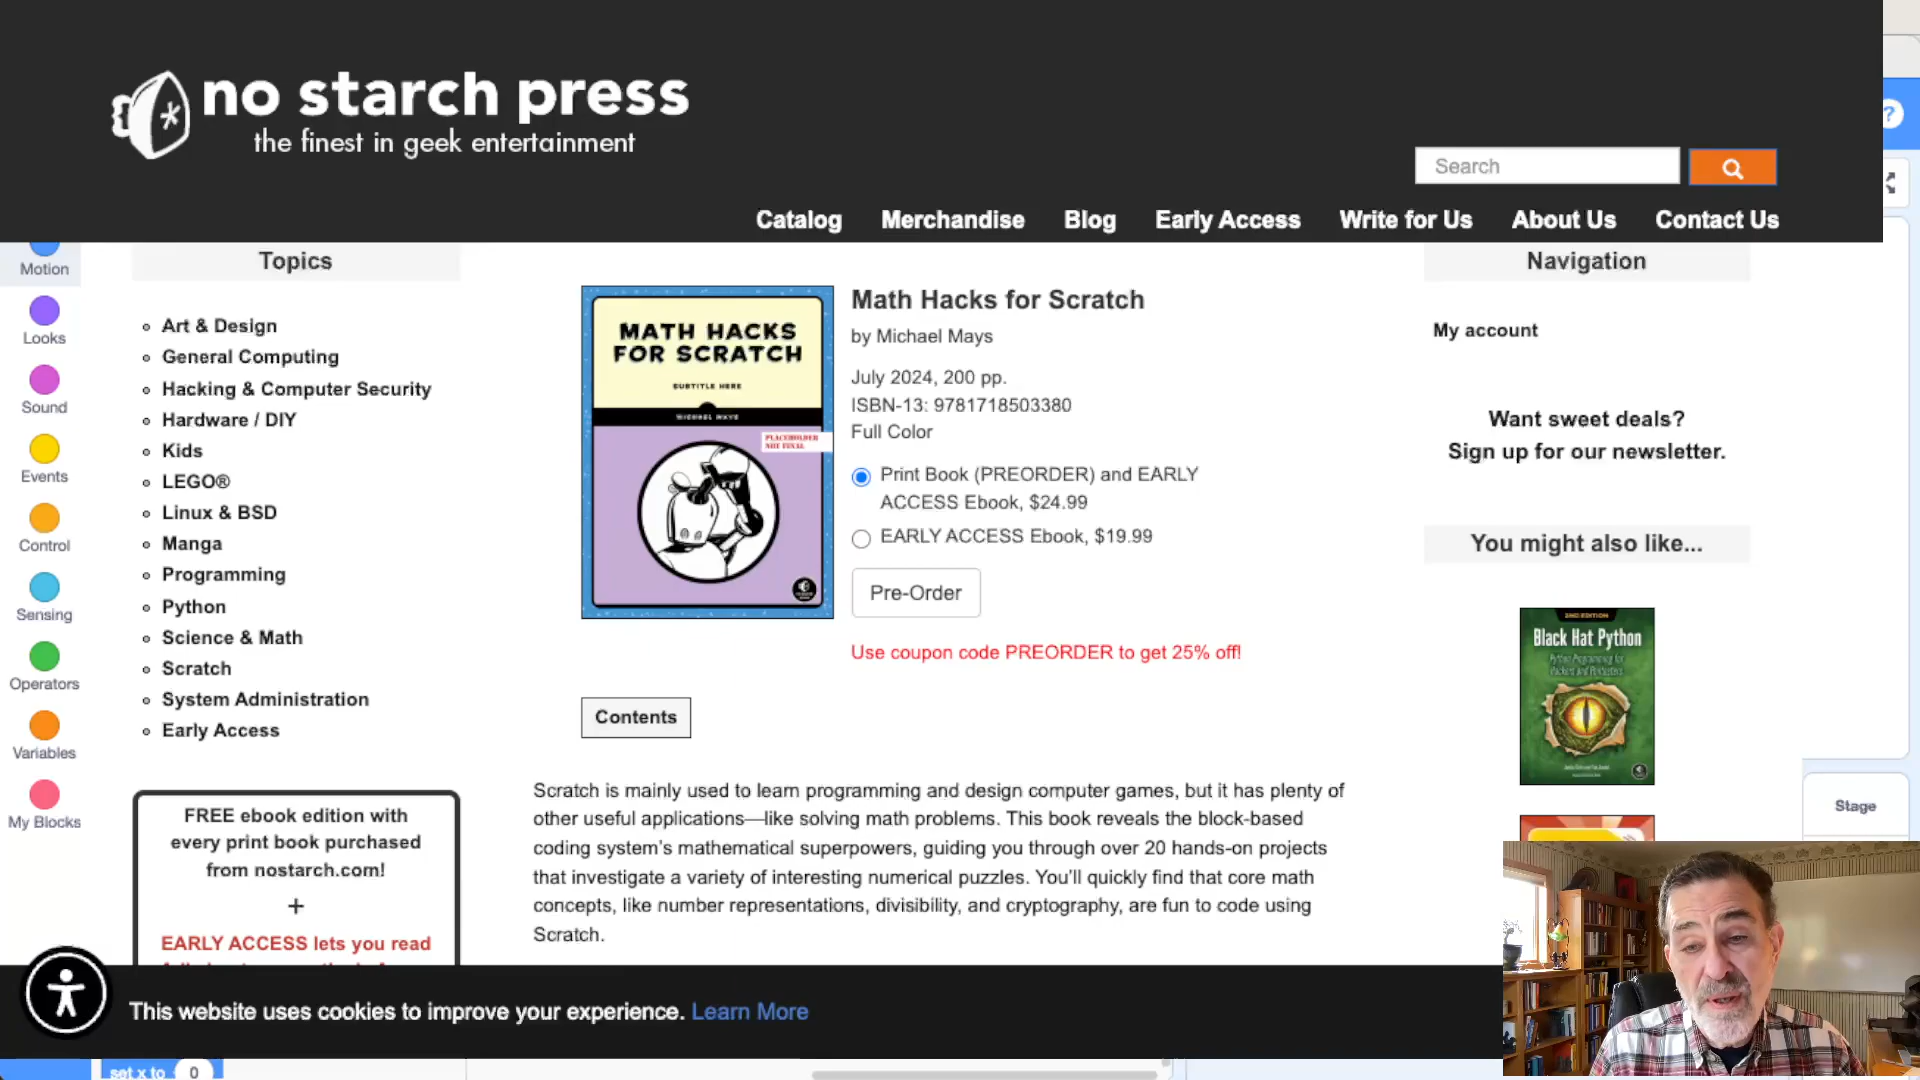 no starch press
the finest in geek entertainment
Search
Catalog Merchandise Blog Early Access Write for Us About Us Contact Us
?
Motion
Looks
Sound
Events
Control
Sensing
Operators
Variables
My Blocks
Topics
Art & Design
General Computing
Hacking & Computer Security
Hardware / DIY
Kids
LEGO®
Linux & BSD
Manga
Programming
Python
Science & Math
Scratch
System Administration
Early Access
FREE ebook edition with
every print book purchased
from nostarch.com!
+
EARLY ACCESS lets you read
MATH HACKS
FOR SCRATCH
SUBTITLE HERE
MICHAEL MAYS
PLACEHOLDER
NOT FINAL
Math Hacks for Scratch
by Michael Mays
July 2024, 200 pp.
ISBN-13: 9781718503380
Full Color
Print Book (PREORDER) and EARLY
ACCESS Ebook, $24.99
EARLY ACCESS Ebook, $19.99
Pre-Order
Use coupon code PREORDER to get 25% off!
Contents
Scratch is mainly used to learn programming and design computer games, but it has plenty of
other useful applications—like solving math problems. This book reveals the block-based
coding system's mathematical superpowers, guiding you through over 20 hands-on projects
that investigate a variety of interesting numerical puzzles. You'll quickly find that core math
concepts, like number representations, divisibility, and cryptography, are fun to code using
Scratch.
Navigation
My account
Want sweet deals?
Sign up for our newsletter.
You might also like...
2ND EDITION
Black Hat Python
Python Programming for
Hackers and Pentesters
Stage
This website uses cookies to improve your experience. Learn More
set x to 0